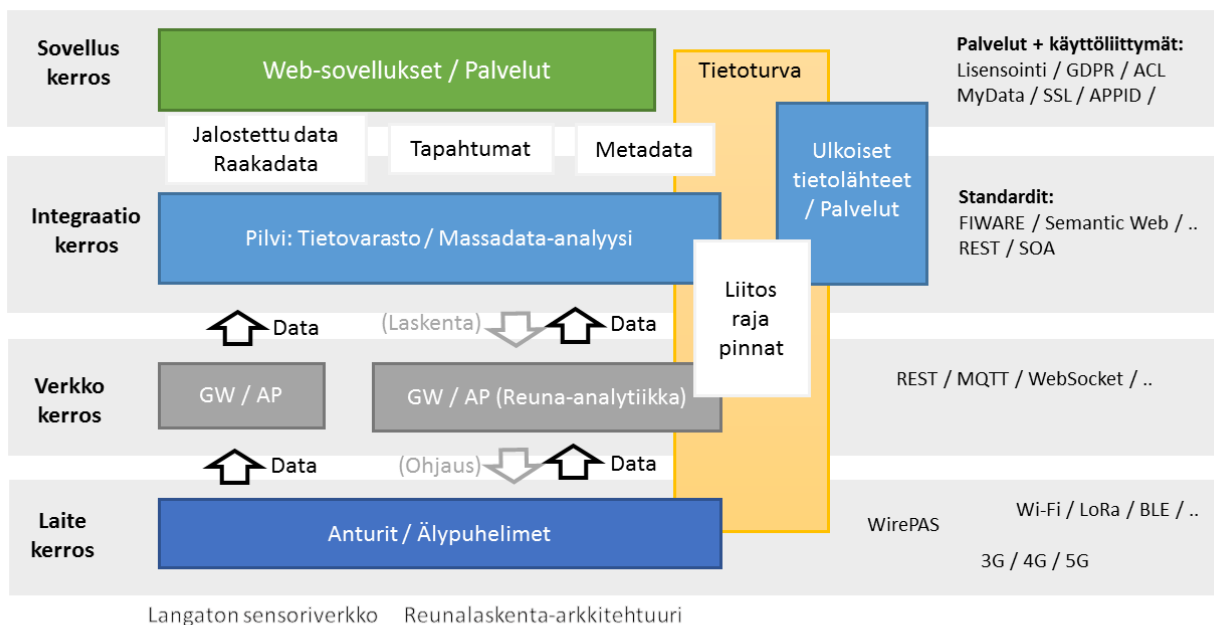 Sovellus
kerros
Web-sovellukset / Palvelut
Tietoturva
Palvelut + käyttöliittymät:
Lisensointi / GDPR / ACL
MyData / SSL / APPID /
Jalostettu data
Raakadata
Tapahtumat
Metadata
Ulkoiset
tietolähteet
/ Palvelut
Integraatio
kerros
Pilvi: Tietovarasto / Massadata-analyysi
Standardit:
FIWARE / Semantic Web / ..
REST / SOA
Liitos
raja
pinnat
Data
(Laskenta)
Data
Verkko
kerros
GW / AP
GW / AP (Reuna-analytiikka)
REST / MQTT / WebSocket / ..
Data
(Ohjaus)
Data
Laite
kerros
Anturit / Älypuhelimet
WirePAS
Wi-Fi / LoRa / BLE / ..
3G / 4G / 5G
Langaton sensoriverkko
Reunalaskenta-arkkitehtuuri